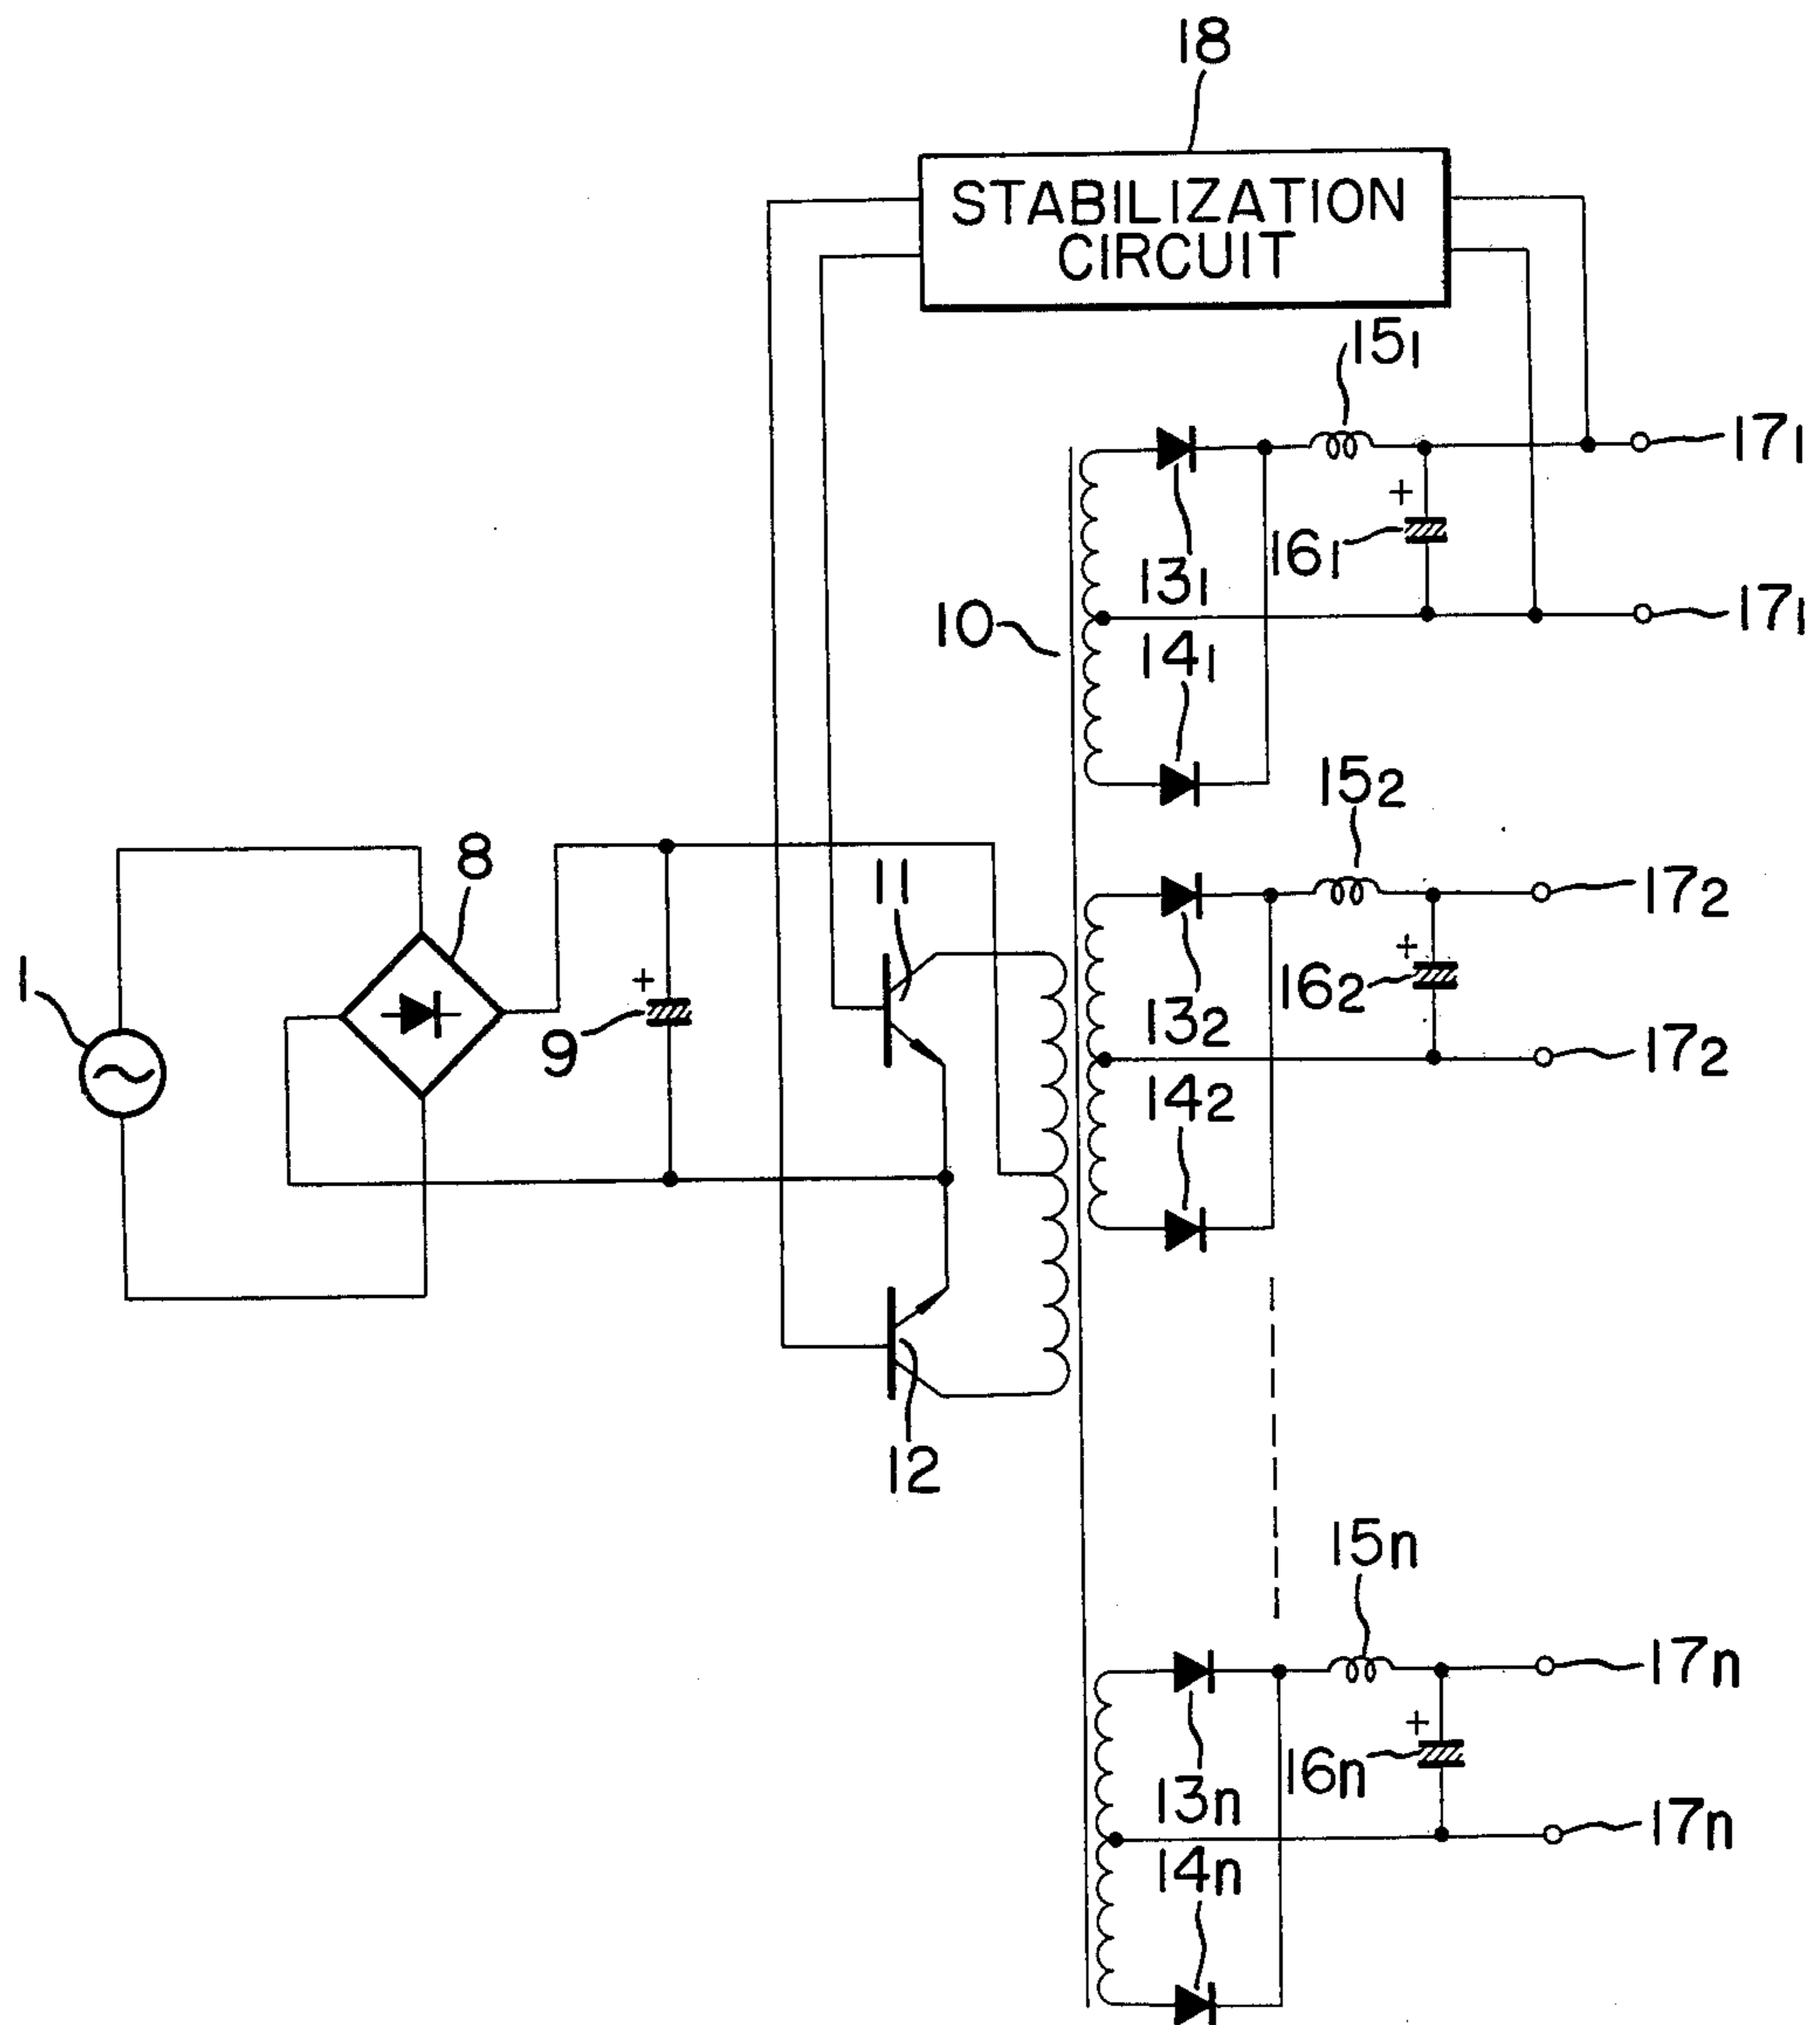 18
STABILIZATION
CIRCUIT
15₁
17₁
+
16₁
13₁
17₁
10
14₁
15₂
8
11
17₂
+
1
+
16₂
13₂
9
17₂
14₂
12
15n
17n
+
16n
13n
17n
14n